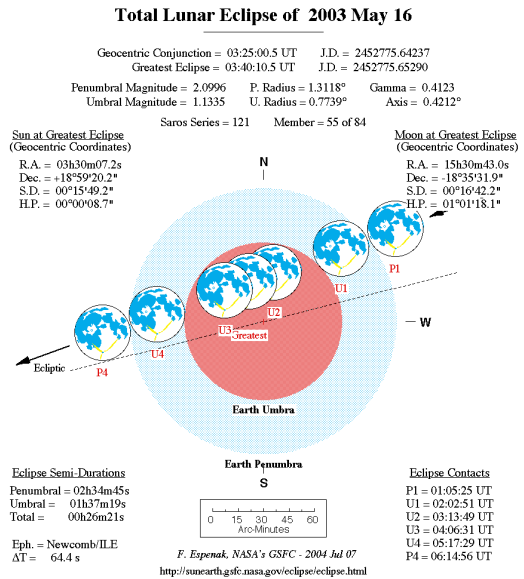 Total Lunar Eclipse of 2003 May 16
Geocentric Conjunction = 03:25:00.5 UT J.D. = 2452775.64237
Greatest Eclipse = 03:40:10.5 UT J.D. = 2452775.65290
Penumbral Magnitude = 2.0996 P. Radius = 1.3118° Gamma = 0.4123
Umbral Magnitude = 1.1335 U. Radius = 0.7739° Axis = 0.4212°
Saros Series = 121 Member = 55 of 84
Sun at Greatest Eclipse
(Geocentric Coordinates)
R.A. = 03h30m07.2s
Dec. = +18°59'20.2"
S.D. = 00°15'49.2"
H.P. = 00°00'08.7"
Moon at Greatest Eclipse
(Geocentric Coordinates)
R.A. = 15h30m43.0s
Dec. = -18°35'31.9"
S.D. = 00°16'42.2"
H.P. = 01°01'18.1"
N
P1
U1
U2
U3
Greatest
W
U4
P4
Ecliptic
Earth Umbra
Earth Penumbra
S
Eclipse Semi-Durations
Penumbral = 02h34m45s
Umbral = 01h37m19s
Total = 00h26m21s
Eph. = Newcomb/ILE
ΔT = 64.4 s
0 15 30 45 60
Arc-Minutes
Eclipse Contacts
P1 = 01:05:25 UT
U1 = 02:02:51 UT
U2 = 03:13:49 UT
U3 = 04:06:31 UT
U4 = 05:17:29 UT
P4 = 06:14:56 UT
F. Espenak, NASA's GSFC - 2004 Jul 07
http://sunearth.gsfc.nasa.gov/eclipse/eclipse.html